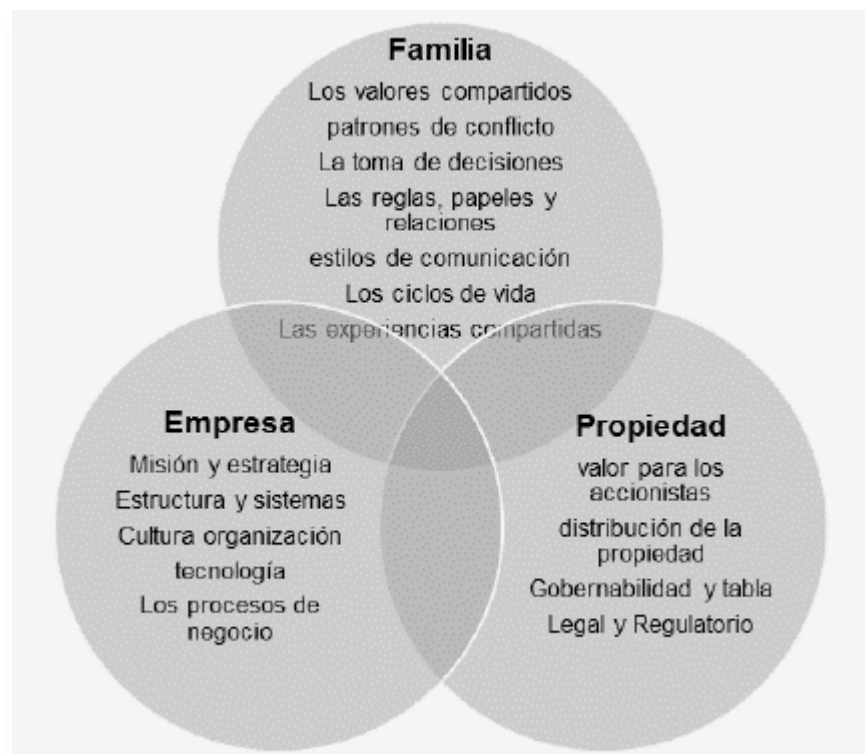 Familia
Los valores compartidos
patrones de conflicto
La toma de decisiones
Las reglas, papeles y
relaciones
estilos de comunicación
Los ciclos de vida
Las experiencias compartidas
Empresa
Misión y estrategia
Estructura y sistemas
Cultura organización
tecnología
Los procesos de
negocio
Propiedad
valor para los
accionistas
distribución de la
propiedad
Gobernabilidad y tabla
Legal y Regulatorio